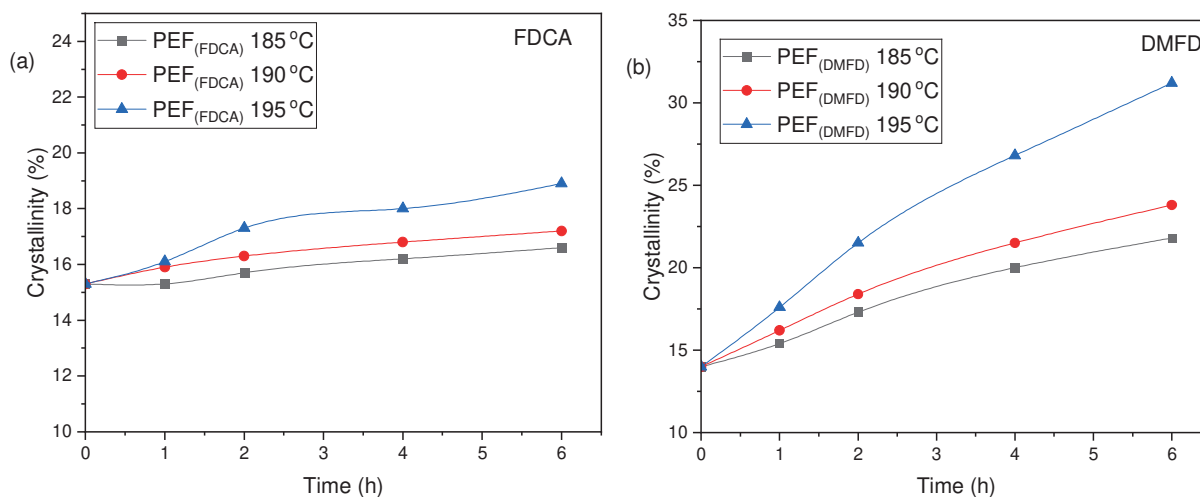 (a)
FDCA
PEF(FDCA) 185 °C
PEF(FDCA) 190 °C
PEF(FDCA) 195 °C
24
22
20
18
16
14
12
10
Crystallinity (%)
0 1 2 3 4 5 6
Time (h)
(b)
DMFD
PEF(DMFD) 185 °C
PEF(DMFD) 190 °C
PEF(DMFD) 195 °C
35
30
25
20
15
10
Crystallinity (%)
0 1 2 3 4 5 6
Time (h)